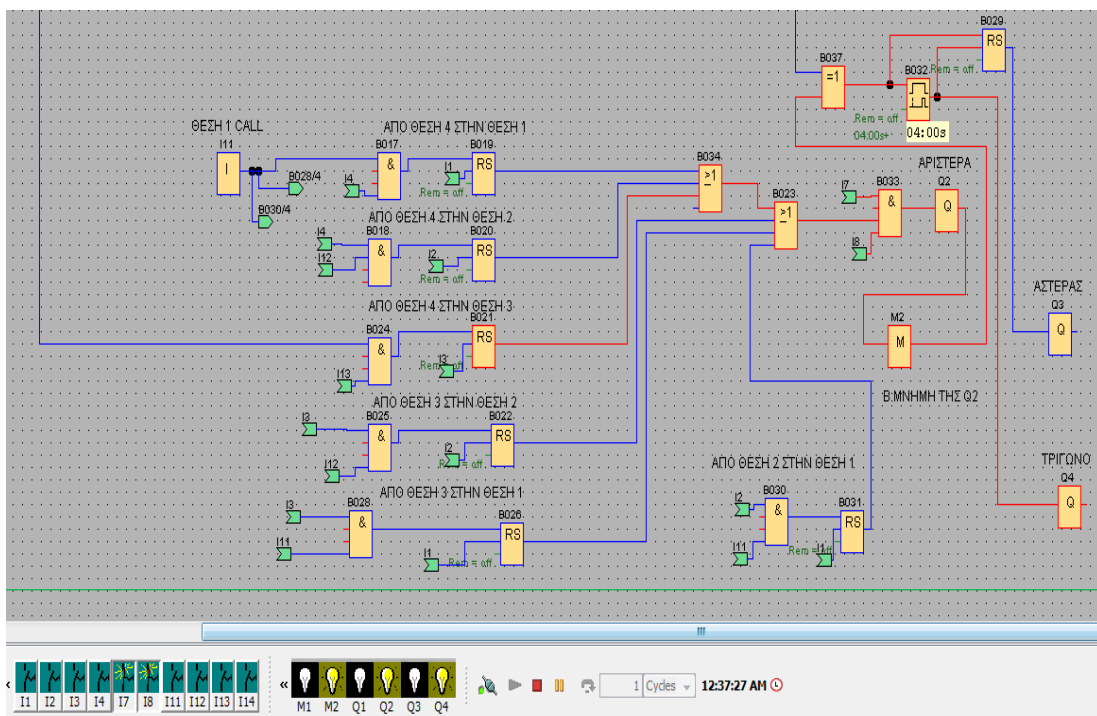 B029
RS
B037
=1
B032
Rem = off.
Rem = off.
04:00s+
04:00s
ΘΕΣΗ 1 CALL
I11
I
B028/4
B030/4
ΑΠΟ ΘΕΣΗ 4 ΣΤΗΝ ΘΕΣΗ 1
B017
&
I4
B019
RS
I1
Rem = off.
B034
>1
ΑΡΙΣΤΕΡΑ
I7
B033
&
Q2
Q
I8
B023
>1
ΑΠΟ ΘΕΣΗ 4 ΣΤΗΝ ΘΕΣΗ 2
I4
B018
&
I12
B020
RS
I2
Rem = off.
ΑΠΟ ΘΕΣΗ 4 ΣΤΗΝ ΘΕΣΗ 3
B021
RS
B024
&
I3
Rem = off.
I13
ΑΣΤΕΡΑΣ
Q3
Q
M2
M
Β:ΜΝΗΜΗ ΤΗΣ Q2
ΑΠΟ ΘΕΣΗ 3 ΣΤΗΝ ΘΕΣΗ 2
I3
B025
&
B022
RS
I2
Rem = off.
I12
ΑΠΟ ΘΕΣΗ 3 ΣΤΗΝ ΘΕΣΗ 1
I3
B028
&
I11
B026
RS
I1
Rem = off.
ΑΠΟ ΘΕΣΗ 2 ΣΤΗΝ ΘΕΣΗ 1
I2
B030
&
I11
B031
RS
Rem = off.
I1
ΤΡΙΓΩΝΟ
Q4
Q
I1 I2 I3 I4 I7 I8 I11 I12 I13 I14
« M1 M2 Q1 Q2 Q3 Q4
1 Cycles 12:37:27 AM